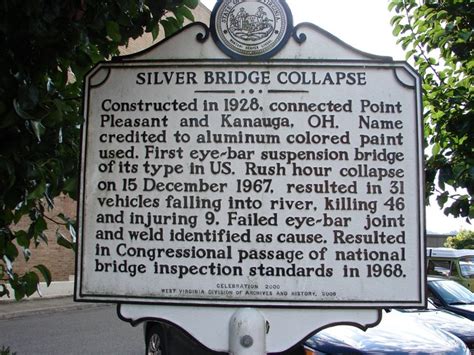 SILVER BRIDGE COLLAPSE
Constructed in 1928, connected Point
Pleasant and Kanauga, OH. Name
credited to aluminum colored paint
used. First eye-bar suspension bridge
of its type in US. Rush hour collapse
on 15 December 1967, resulted in 31
vehicles falling into river, killing 46
and injuring 9. Failed eye-bar joint
and weld identified as cause. Resulted
in Congressional passage of national
bridge inspection standards in 1968.
CELEBRATION 2000
WEST VIRGINIA DIVISION OF ARCHIVES AND HISTORY,